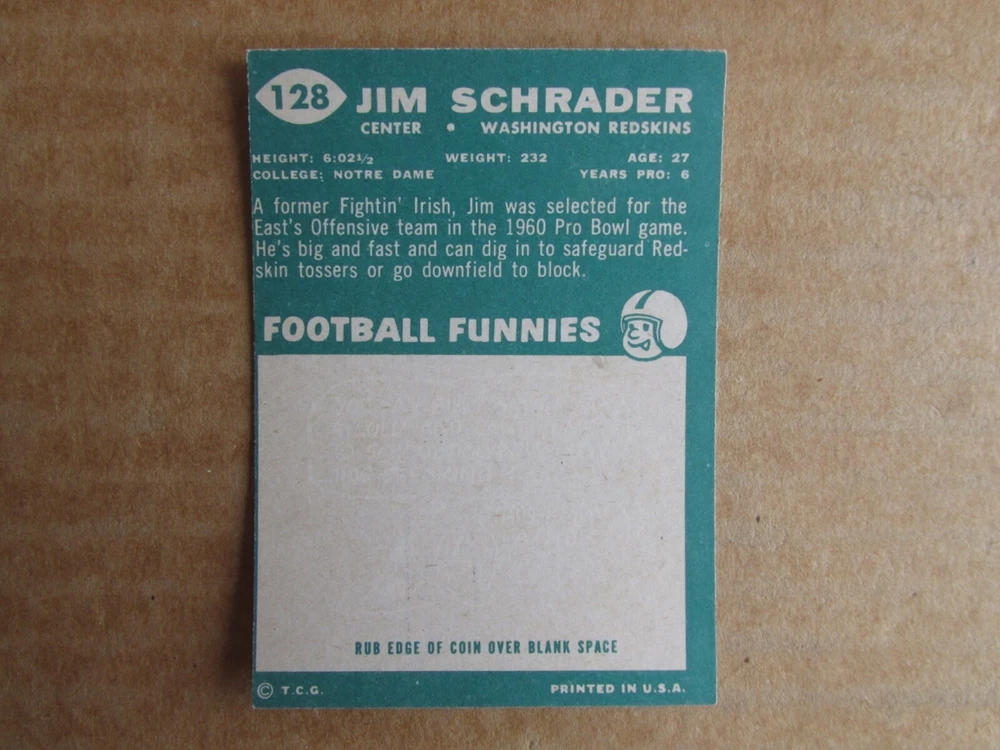 128 JIM SCHRADER
CENTER • WASHINGTON REDSKINS
HEIGHT: 6:02½ WEIGHT: 232 AGE: 27
COLLEGE: NOTRE DAME YEARS PRO: 6
A former Fightin' Irish, Jim was selected for the
East's Offensive team in the 1960 Pro Bowl game.
He's big and fast and can dig in to safeguard Red-
skin tossers or go downfield to block.
FOOTBALL FUNNIES
RUB EDGE OF COIN OVER BLANK SPACE
© T.C.G. PRINTED IN U.S.A.